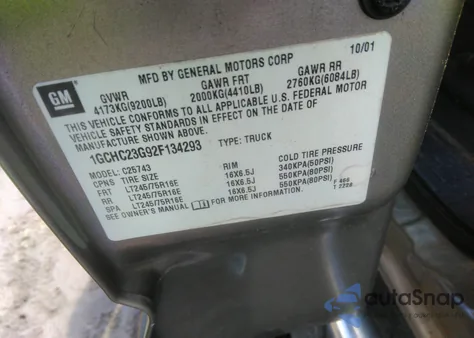 10/01
GM MFD BY GENERAL MOTORS CORP
GVWR GAWR FRT GAWR RR
4173KG(9200LB) 2000KG(4410LB) 2760KG(6084LB)
THIS VEHICLE CONFORMS TO ALL APPLICABLE U.S. FEDERAL MOTOR
VEHICLE SAFETY STANDARDS IN EFFECT ON THE DATE OF
MANUFACTURE SHOWN ABOVE.
1GCHC23G92F134293 TYPE: TRUCK
MODEL: C25743
CPNS TIRE SIZE RIM COLD TIRE PRESSURE
FRT LT245/75R16E 16X6.5J 340KPA(50PSI)
RR LT245/75R16E 16X6.5J 550KPA(80PSI)
SPA LT245/75R16E 16X6.5J 550KPA(80PSI)
SEE OWNER'S MANUAL FOR MORE INFORMATION.
autoSnap